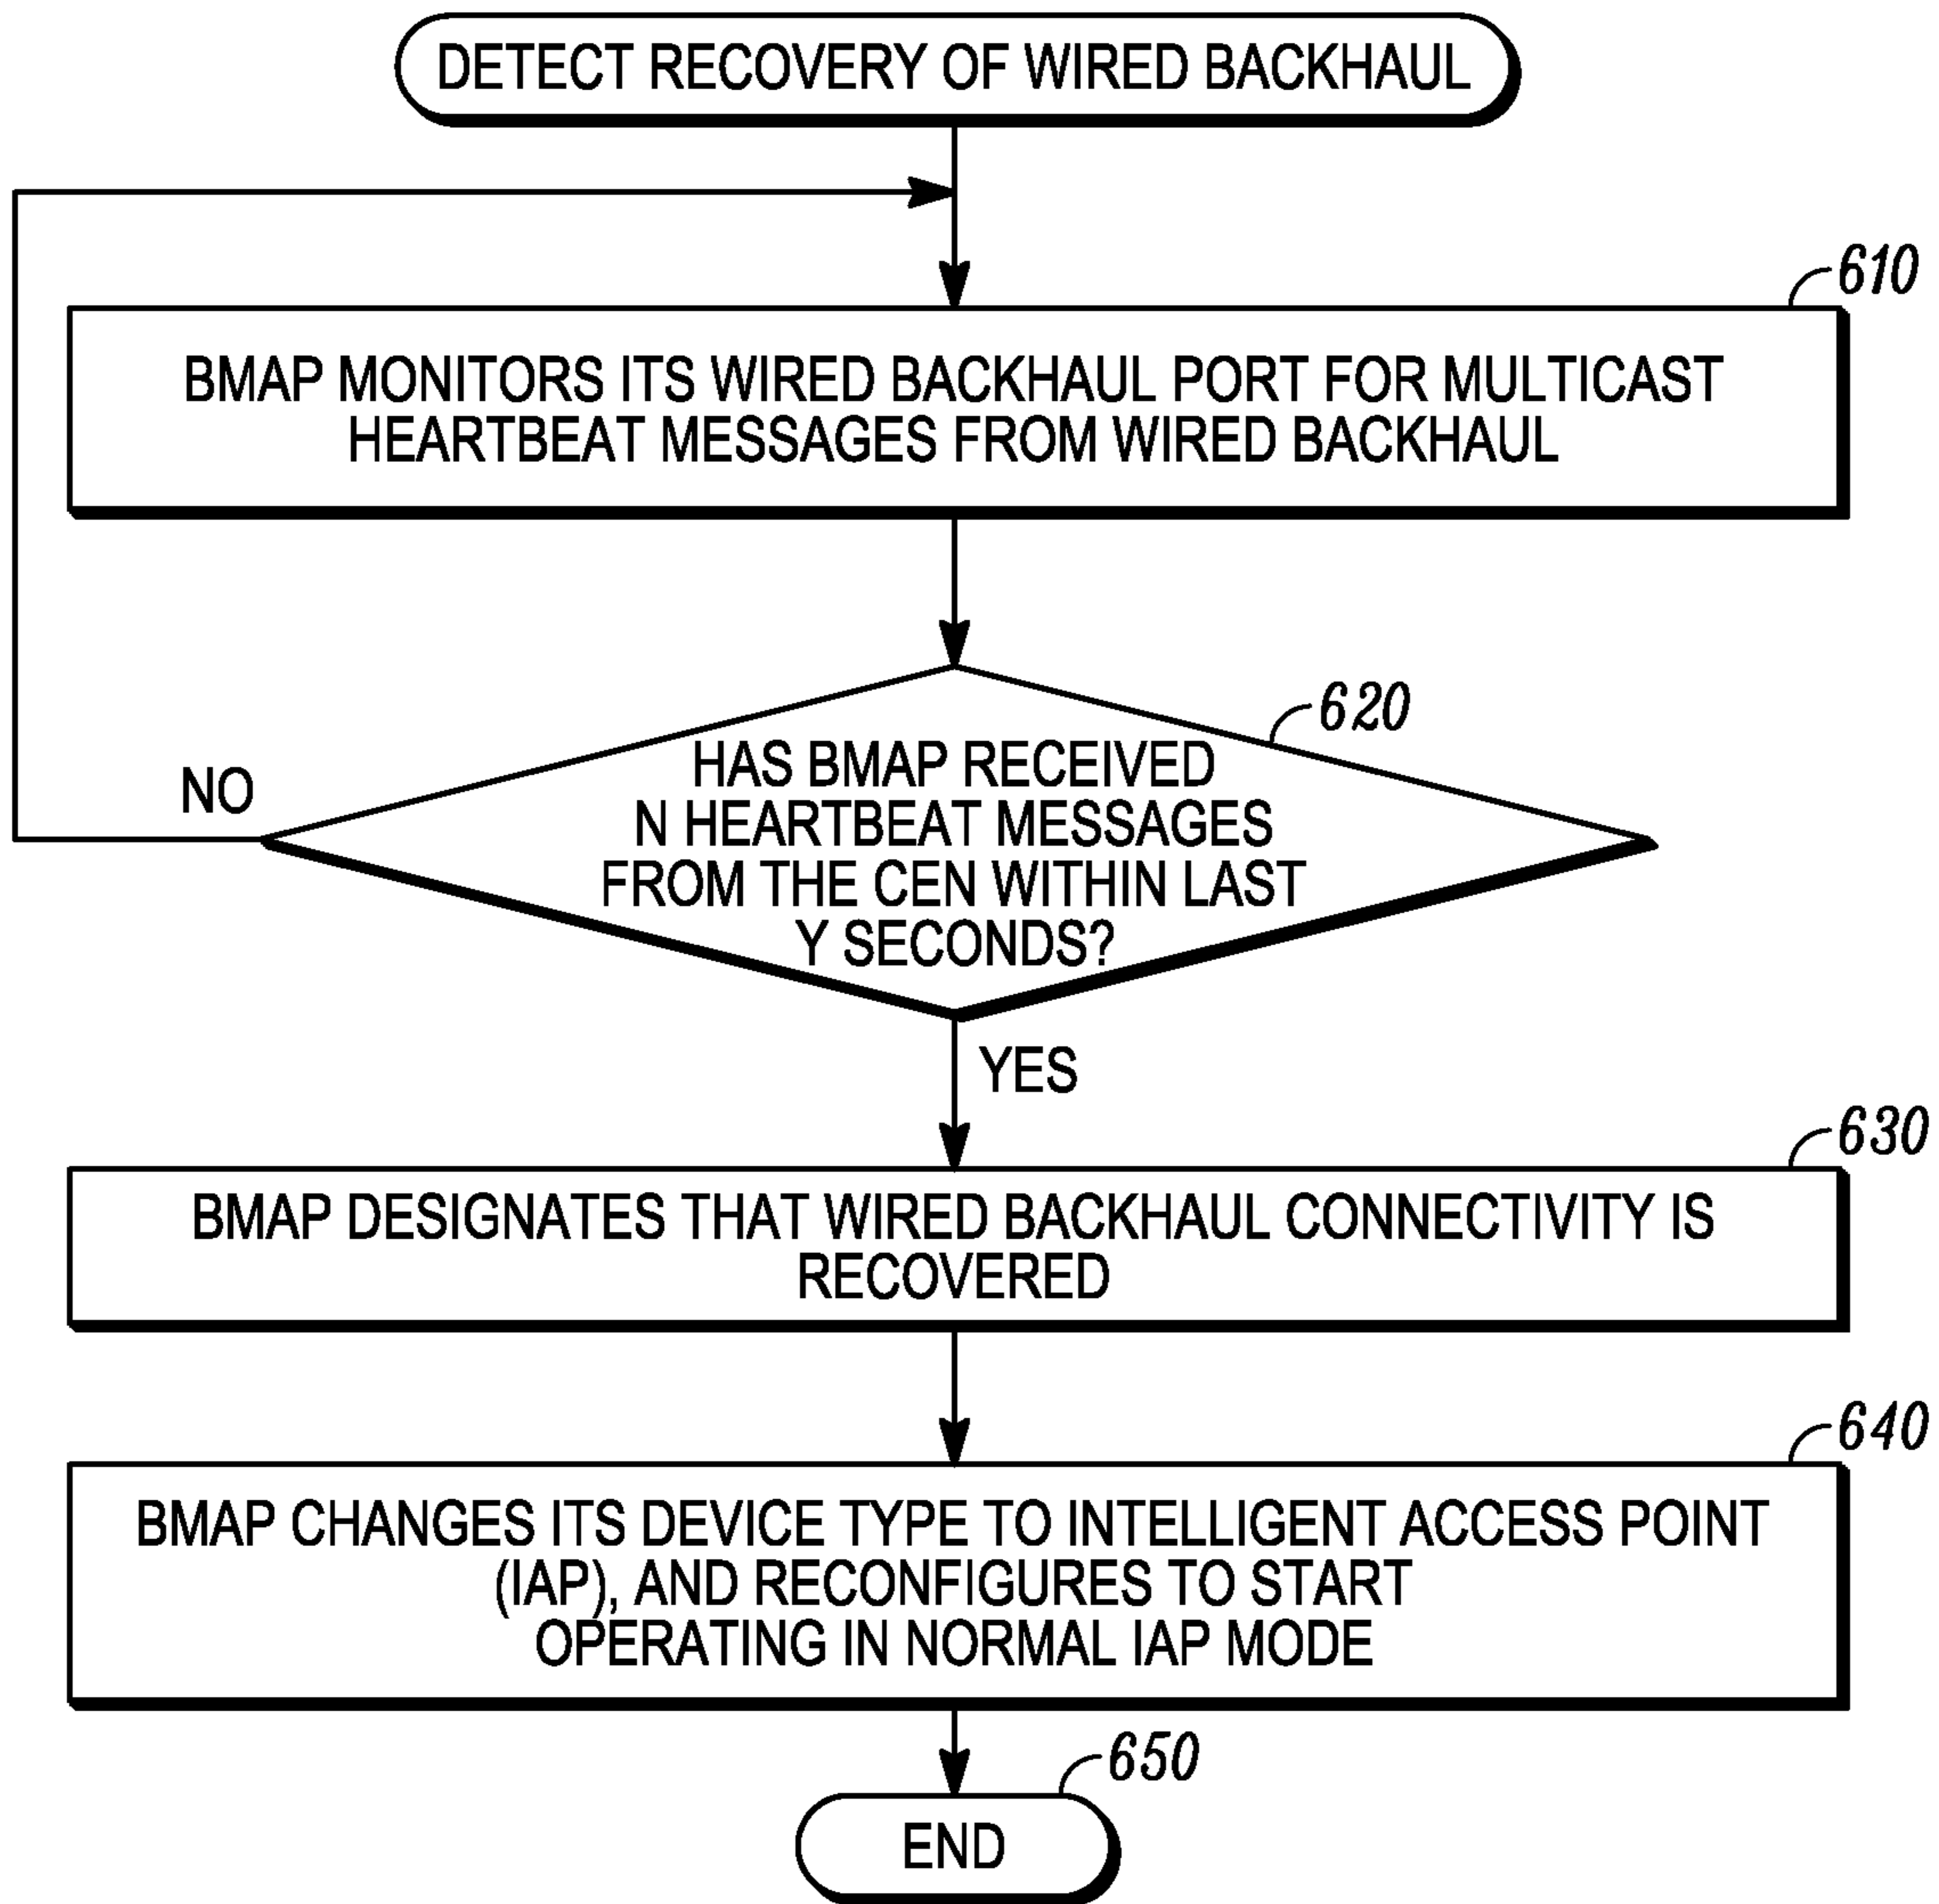 DETECT RECOVERY OF WIRED BACKHAUL
610
BMAP MONITORS ITS WIRED BACKHAUL PORT FOR MULTICAST
HEARTBEAT MESSAGES FROM WIRED BACKHAUL
620
HAS BMAP RECEIVED
N HEARTBEAT MESSAGES
FROM THE CEN WITHIN LAST
Y SECONDS?
NO
YES
630
BMAP DESIGNATES THAT WIRED BACKHAUL CONNECTIVITY IS
RECOVERED
640
BMAP CHANGES ITS DEVICE TYPE TO INTELLIGENT ACCESS POINT
(IAP), AND RECONFIGURES TO START
OPERATING IN NORMAL IAP MODE
650
END